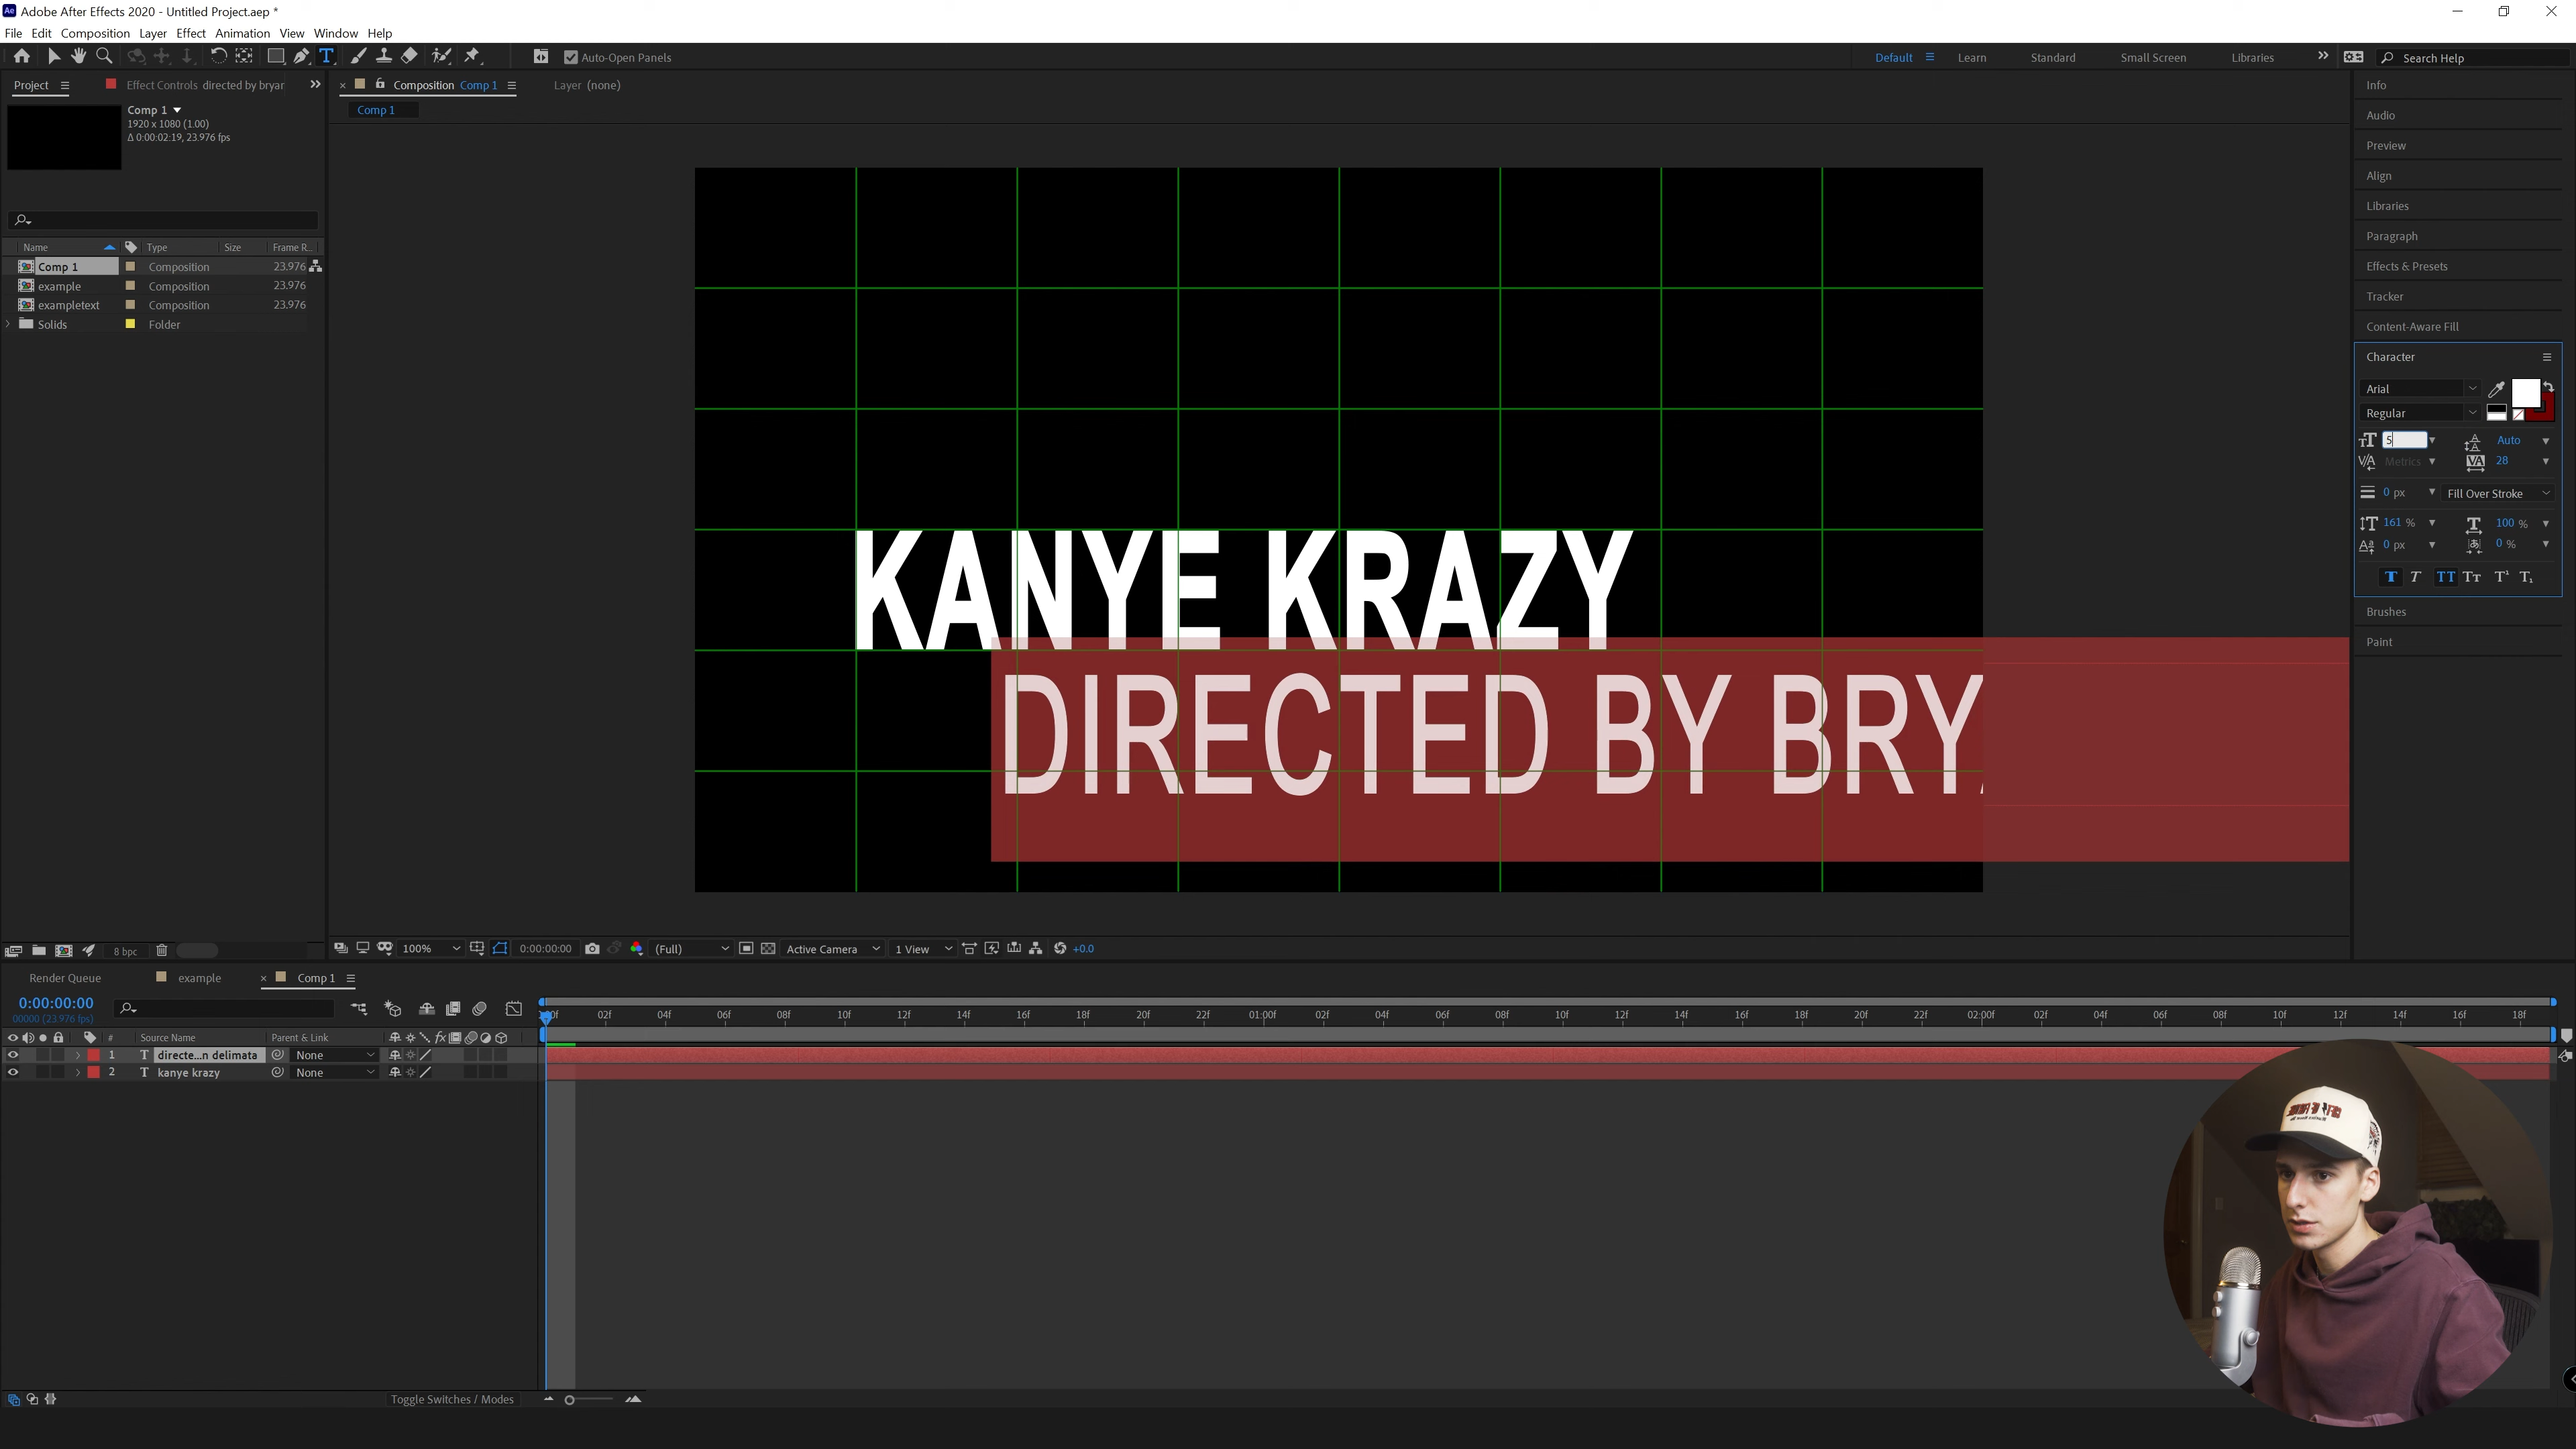 Adobe After Effects 2020 - Untitled Project.aep *
File Edit Composition Layer Effect Animation View Window Help
Auto-Open Panels
Default Learn Standard Small Screen Libraries Search Help
Project Effect Controls directed by bryar
Composition Comp 1 Layer (none)
Comp 1
Comp 1
1920 x 1080 (1.00)
Δ 0:00:02:19, 23.976 fps
Name Type Size Frame R...
Comp 1 Composition 23.976
example Composition 23.976
exampletext Composition 23.976
Solids Folder
KANYE KRAZY
DIRECTED BY BRY
Info
Audio
Preview
Align
Libraries
Paragraph
Effects & Presets
Tracker
Content-Aware Fill
Character
Arial
Regular
5 Auto
Metrics 28
0 px Fill Over Stroke
161 % 100 %
0 px 0 %
Brushes
Paint
8 bpc
100% 0:00:00:00 (Full) Active Camera 1 View +0.0
Render Queue example Comp 1
0:00:00:00
00000 (23.976 fps)
00f 02f 04f 06f 08f 10f 12f 14f 16f 18f 20f 22f 01:00f 02f 04f 06f 08f 10f 12f 14f 16f 18f 20f 22f 02:00f 02f 04f 06f 08f 10f 12f 14f 16f 18f
# Source Name Parent & Link
1 directe...n delimata None
2 kanye krazy None
Toggle Switches / Modes